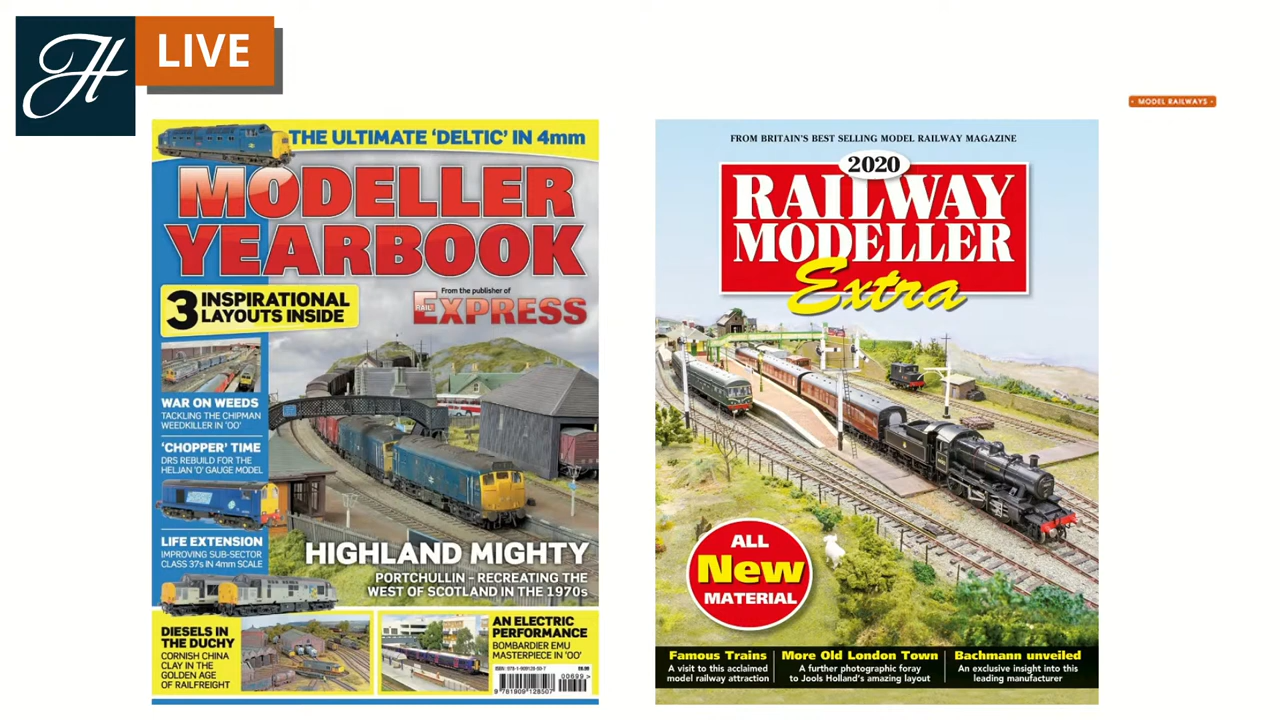 H LIVE
• MODEL RAILWAYS •
THE ULTIMATE 'DELTIC' IN 4mm
MODELLER
YEARBOOK
From the publisher of
RAIL EXPRESS
3 INSPIRATIONAL
LAYOUTS INSIDE
WAR ON WEEDS
TACKLING THE CHIPMAN
WEEDKILLER IN 'OO'
'CHOPPER' TIME
DRS REBUILD FOR THE
HELJAN 'O' GAUGE MODEL
LIFE EXTENSION
IMPROVING SUB-SECTOR
CLASS 37s IN 4mm SCALE
HIGHLAND MIGHTY
PORTCHULLIN – RECREATING THE
WEST OF SCOTLAND IN THE 1970s
DIESELS IN
THE DUCHY
CORNISH CHINA
CLAY IN THE
GOLDEN AGE
OF RAILFREIGHT
AN ELECTRIC
PERFORMANCE
BOMBARDIER EMU
MASTERPIECE IN 'OO'
00699 >
9 781909 128507
FROM BRITAIN'S BEST SELLING MODEL RAILWAY MAGAZINE
2020
RAILWAY
MODELLER
Extra
ALL
New
MATERIAL
Famous Trains
A visit to this acclaimed
model railway attraction
More Old London Town
A further photographic foray
to Jools Holland's amazing layout
Bachmann unveiled
An exclusive insight into this
leading manufacturer